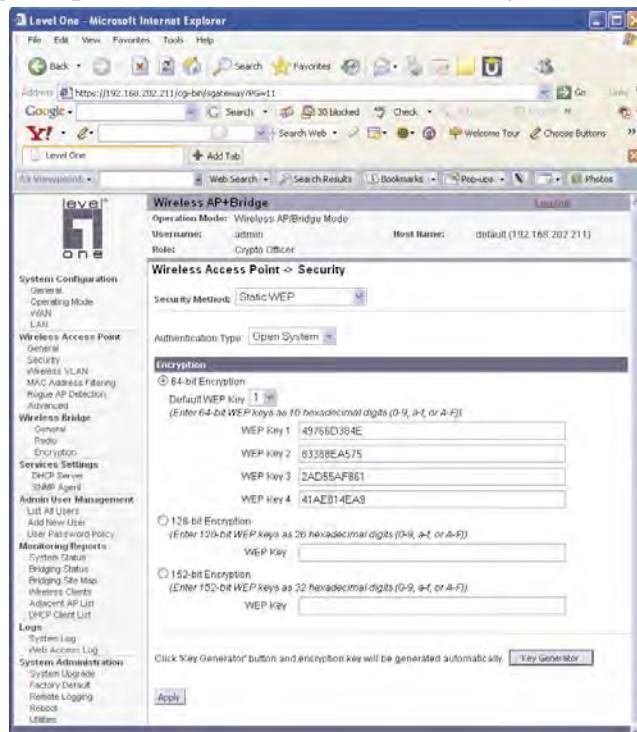 Level One - Microsoft Internet Explorer
File Edit View Favorites Tools Help
Back Search Favorites
Address https://192.168.202.211/cgi-bin/sgateway?PG=11 Go
Google Search 30 blocked Check
Y! Search Web Welcome Tour Choose Buttons
Level One Add Tab
Web Search Search Results Bookmarks Pop-ups Photos
level
one
System Configuration
General
Operating Mode
WAN
LAN
Wireless Access Point
General
Security
Wireless VLAN
MAC Address Filtering
Rogue AP Detection
Advanced
Wireless Bridge
General
Radio
Encryption
Services Settings
DHCP Server
SNMP Agent
Admin User Management
List All Users
Add New User
User Password Policy
Monitoring Reports
System Status
Bridging Status
Bridging Site Map
Wireless Clients
Adjacent AP List
DHCP Client List
Logs
System Log
Web Access Log
System Administration
System Upgrade
Factory Default
Remote Logging
Reboot
Utilities
Wireless AP+Bridge
Operation Mode: Wireless AP/Bridge Mode
Username: admin Host Name: default (192.168.202.211)
Role: Crypto Officer
Wireless Access Point -> Security
Security Method: Static WEP
Authentication Type: Open System
Encryption
64-bit Encryption
Default WEP Key 1
(Enter 64-bit WEP keys as 10 hexadecimal digits (0-9, a-f, or A-F))
WEP Key 1 49766D384E
WEP Key 2 83388EA575
WEP Key 3 2AD55AF861
WEP Key 4 41AE814EA9
128-bit Encryption
(Enter 128-bit WEP keys as 26 hexadecimal digits (0-9, a-f, or A-F))
WEP Key
152-bit Encryption
(Enter 152-bit WEP keys as 32 hexadecimal digits (0-9, a-f, or A-F))
WEP Key
Click 'Key Generator' button and encryption key will be generated automatically Key Generator
Apply